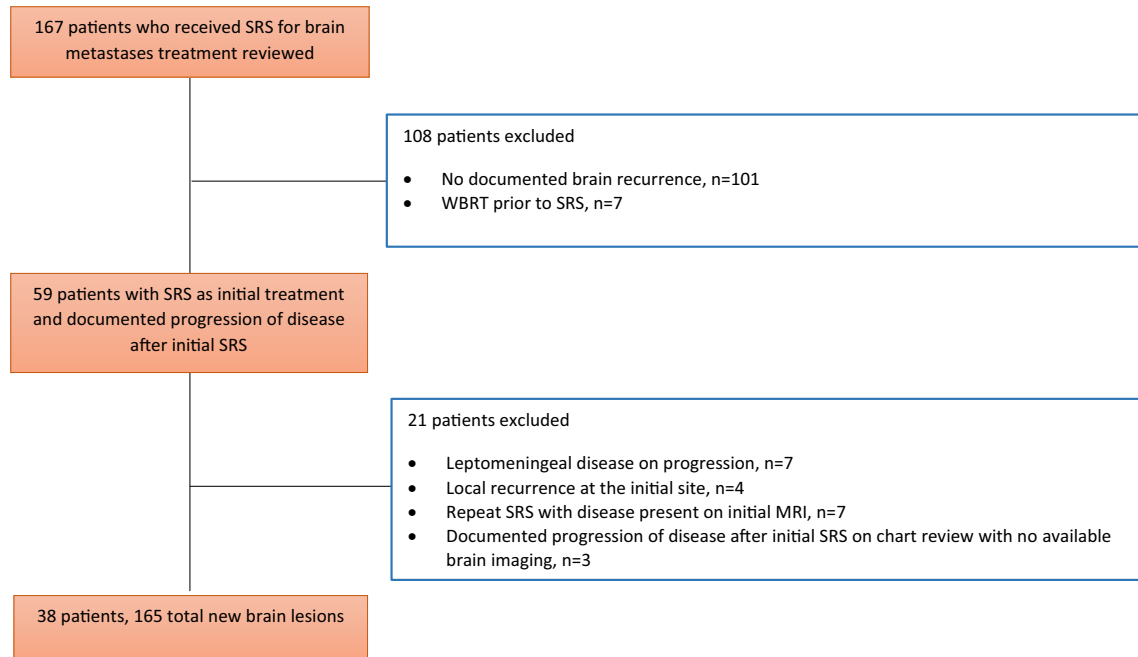 167 patients who received SRS for brain
metastases treatment reviewed
108 patients excluded
• No documented brain recurrence, n=101
• WBRT prior to SRS, n=7
59 patients with SRS as initial treatment
and documented progression of disease
after initial SRS
21 patients excluded
• Leptomeningeal disease on progression, n=7
• Local recurrence at the initial site, n=4
• Repeat SRS with disease present on initial MRI, n=7
• Documented progression of disease after initial SRS on chart review with no available
brain imaging, n=3
38 patients, 165 total new brain lesions